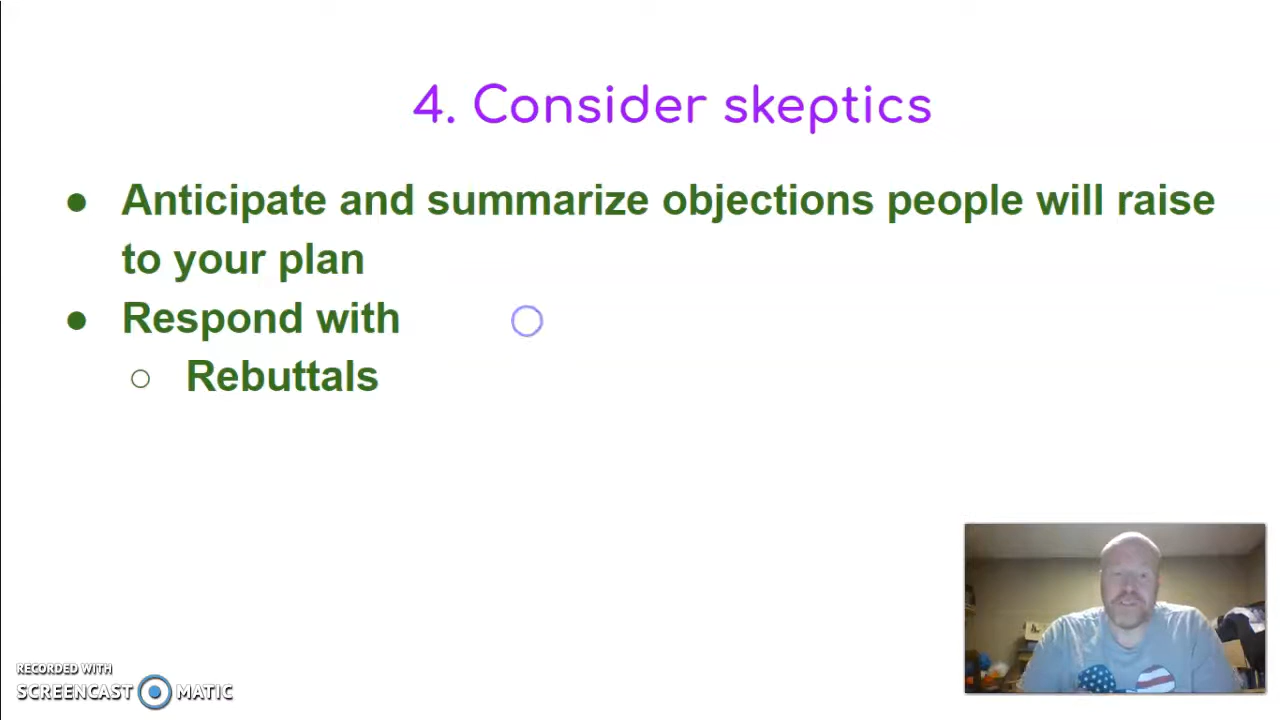 4. Consider skeptics
● Anticipate and summarize objections people will raise
to your plan
● Respond with
○ Rebuttals
RECORDED WITH
SCREENCAST MATIC